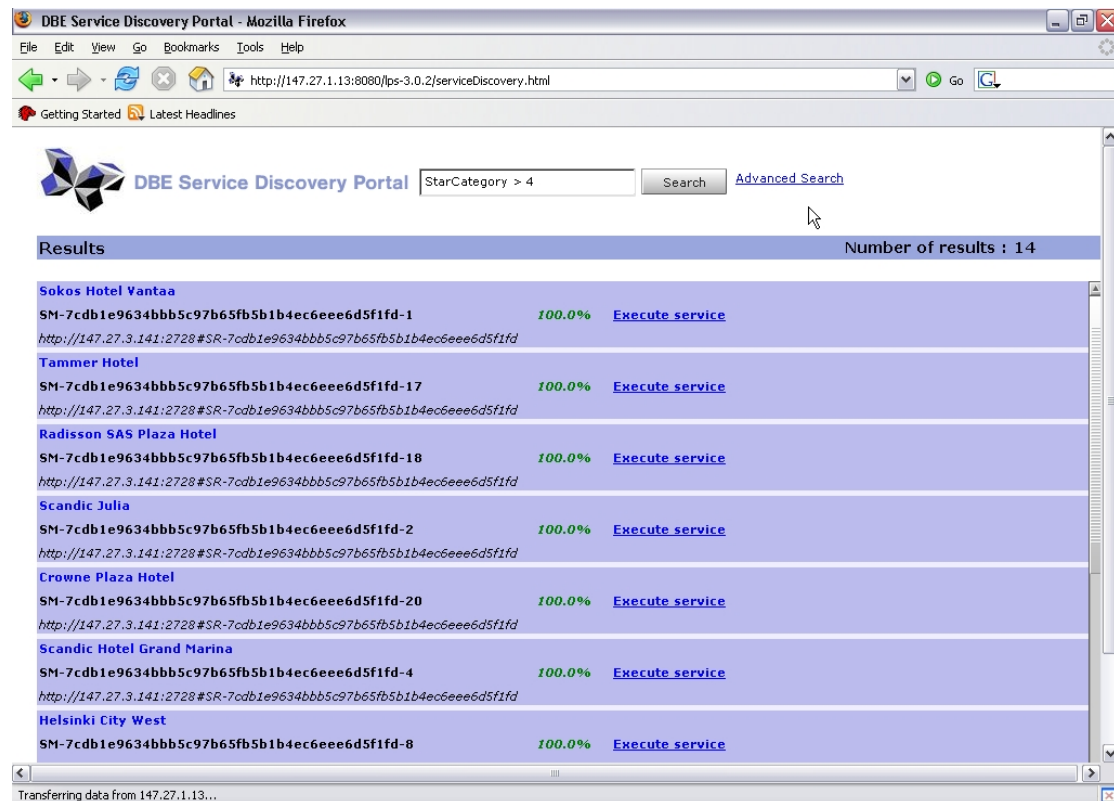 DBE Service Discovery Portal - Mozilla Firefox
File Edit View Go Bookmarks Tools Help
http://147.27.1.13:8080/lps-3.0.2/serviceDiscovery.html Go G
Getting Started Latest Headlines
DBE Service Discovery Portal StarCategory > 4 Search Advanced Search
Results Number of results : 14
Sokos Hotel Vantaa
SM-7cdb1e9634bbb5c97b65fb5b1b4ec6eee6d5f1fd-1 100.0% Execute service
http://147.27.3.141:2728#SR-7cdb1e9634bbb5c97b65fb5b1b4ec6eee6d5f1fd
Tammer Hotel
SM-7cdb1e9634bbb5c97b65fb5b1b4ec6eee6d5f1fd-17 100.0% Execute service
http://147.27.3.141:2728#SR-7cdb1e9634bbb5c97b65fb5b1b4ec6eee6d5f1fd
Radisson SAS Plaza Hotel
SM-7cdb1e9634bbb5c97b65fb5b1b4ec6eee6d5f1fd-18 100.0% Execute service
http://147.27.3.141:2728#SR-7cdb1e9634bbb5c97b65fb5b1b4ec6eee6d5f1fd
Scandic Julia
SM-7cdb1e9634bbb5c97b65fb5b1b4ec6eee6d5f1fd-2 100.0% Execute service
http://147.27.3.141:2728#SR-7cdb1e9634bbb5c97b65fb5b1b4ec6eee6d5f1fd
Crowne Plaza Hotel
SM-7cdb1e9634bbb5c97b65fb5b1b4ec6eee6d5f1fd-20 100.0% Execute service
http://147.27.3.141:2728#SR-7cdb1e9634bbb5c97b65fb5b1b4ec6eee6d5f1fd
Scandic Hotel Grand Marina
SM-7cdb1e9634bbb5c97b65fb5b1b4ec6eee6d5f1fd-4 100.0% Execute service
http://147.27.3.141:2728#SR-7cdb1e9634bbb5c97b65fb5b1b4ec6eee6d5f1fd
Helsinki City West
SM-7cdb1e9634bbb5c97b65fb5b1b4ec6eee6d5f1fd-8 100.0% Execute service
Transferring data from 147.27.1.13...